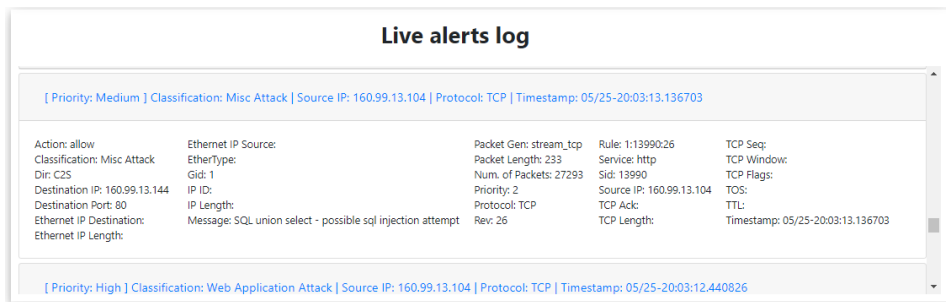 Live alerts log
[ Priority: Medium ] Classification: Misc Attack | Source IP: 160.99.13.104 | Protocol: TCP | Timestamp: 05/25-20:03:13.136703
Action: allow
Classification: Misc Attack
Dir: C2S
Destination IP: 160.99.13.144
Destination Port: 80
Ethernet IP Destination:
Ethernet IP Length:
Ethernet IP Source:
EtherType:
Gid: 1
IP ID:
IP Length:
Message: SQL union select - possible sql injection attempt
Packet Gen: stream_tcp
Packet Length: 233
Num. of Packets: 27293
Priority: 2
Protocol: TCP
Rev: 26
Rule: 1:13990:26
Service: http
Sid: 13990
Source IP: 160.99.13.104
TCP Ack:
TCP Length:
TCP Seq:
TCP Window:
TCP Flags:
TOS:
TTL:
Timestamp: 05/25-20:03:13.136703
[ Priority: High ] Classification: Web Application Attack | Source IP: 160.99.13.104 | Protocol: TCP | Timestamp: 05/25-20:03:12.440826